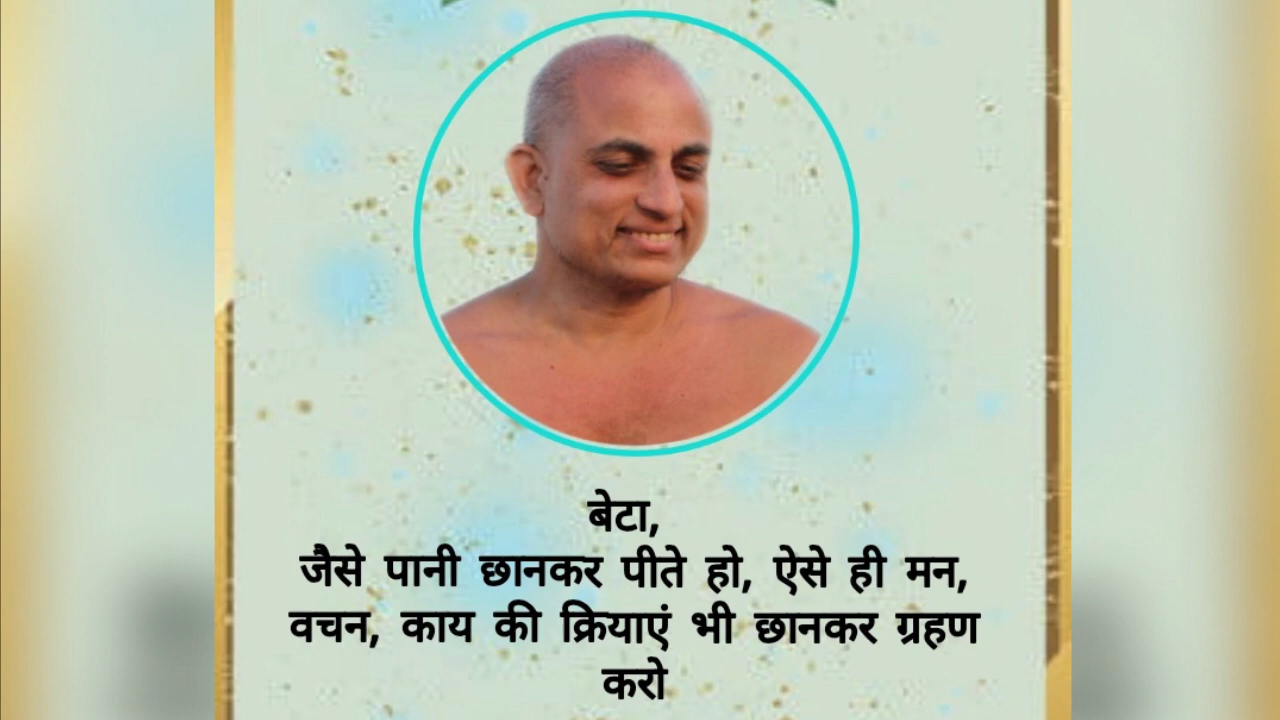 बेटा,
जैसे पानी छानकर पीते हो, ऐसे ही मन,
वचन, काय की क्रियाएं भी छानकर ग्रहण
करो